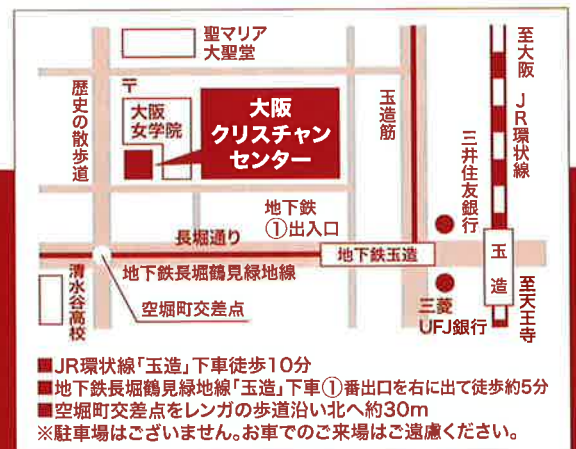 聖マリア
大聖堂
至大阪
JR環状線
〒
歴史の散歩道
大阪
女学院
大阪
クリスチャン
センター
玉造筋
三井住友銀行
地下鉄
①出入口
長堀通り
地下鉄玉造
玉造
地下鉄長堀鶴見緑地線
清水谷高校
空堀町交差点
三菱
UFJ銀行
至天王寺
■JR環状線「玉造」下車徒歩10分
■地下鉄長堀鶴見緑地線「玉造」下車①番出口を右に出て徒歩約5分
■空堀町交差点をレンガの歩道沿い北へ約30m
※駐車場はございません。お車でのご来場はご遠慮ください。